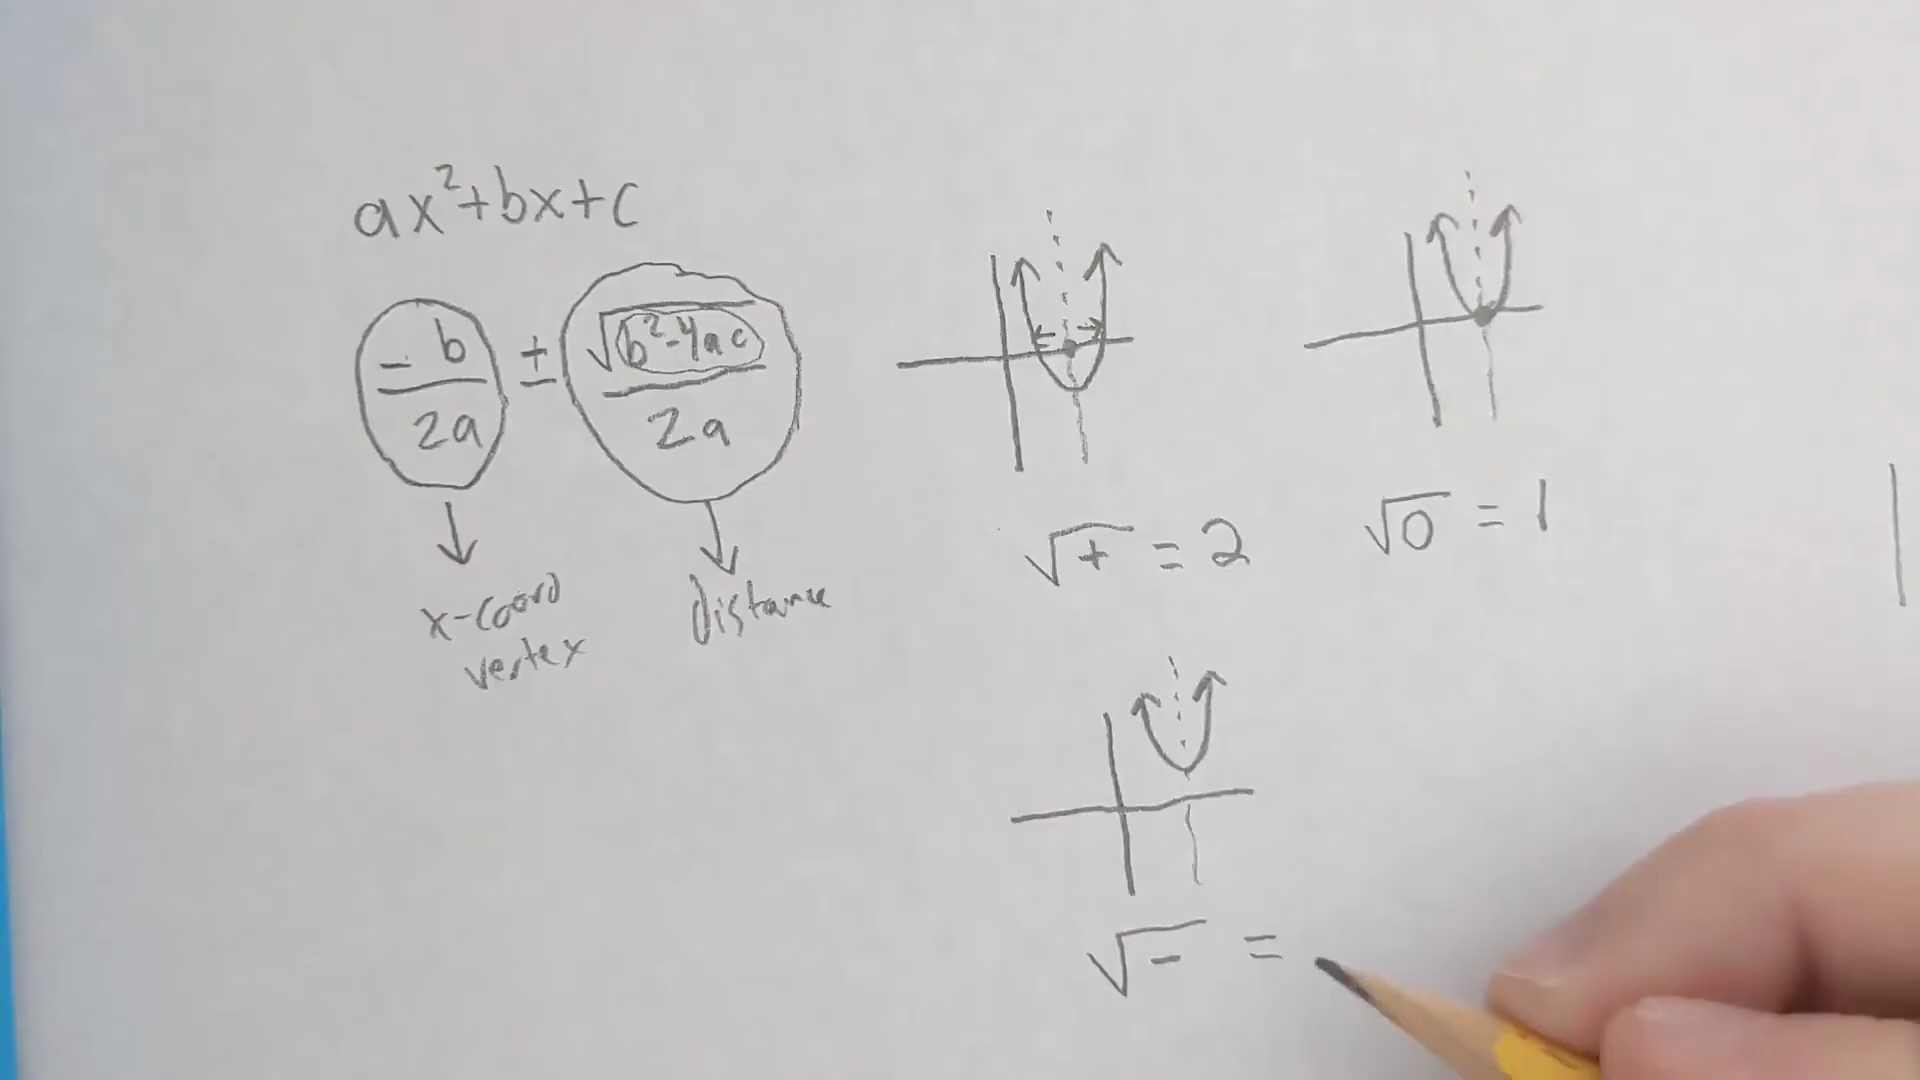 ax²+bx+c
-b/2a ± √(b²-4ac)/2a
x-coord
vertex
distance
√+ = 2
√0 = 1
√- =